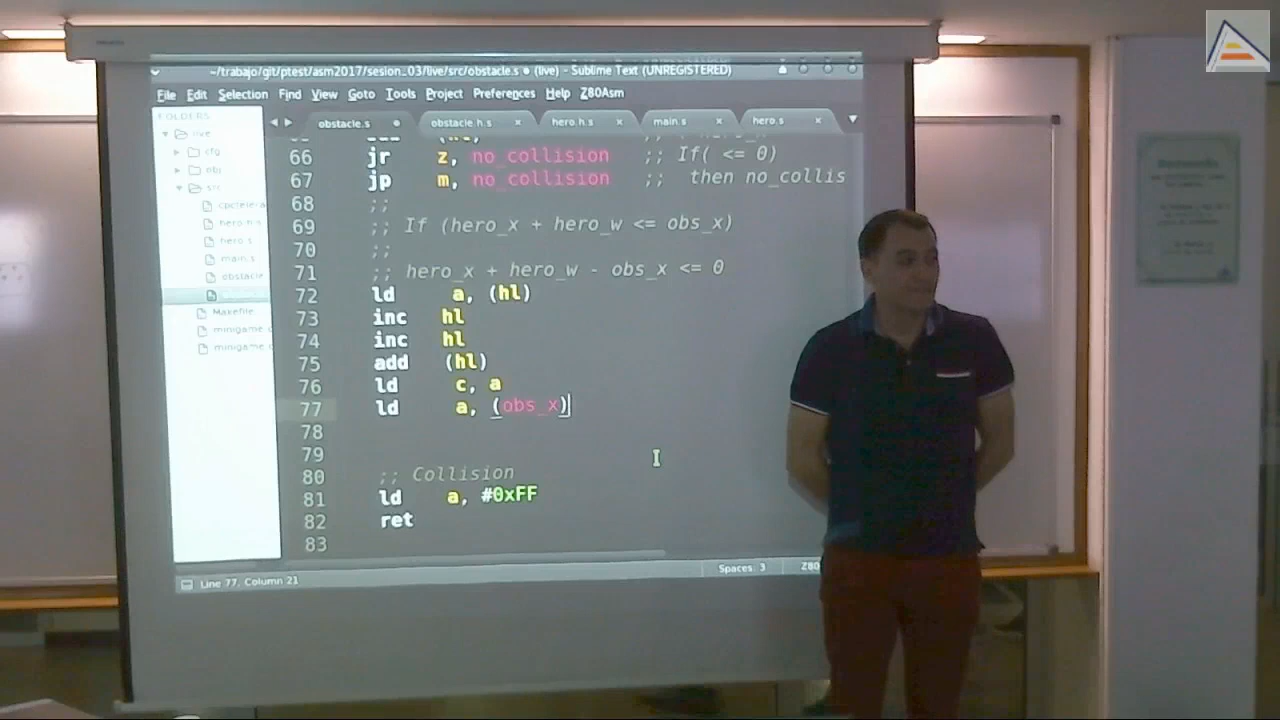 ~/trabajo/git/ptest/asm2017/sesion_03/live/src/obstacle.s • (live) - Sublime Text (UNREGISTERED)
File Edit Selection Find View Goto Tools Project Preferences Help Z80Asm
FOLDERS
live
cfg
obj
src
cpctelera
hero.h.s
hero.s
main.s
obstacle
Makefile
minigame.c
minigame.c
obstacle.s obstacle.h.s hero.h.s main.s hero.s
66 jr z, no_collision ;; If( <= 0)
67 jp m, no_collision ;; then no_collis
68 ;;
69 ;; If (hero_x + hero_w <= obs_x)
70 ;;
71 ;; hero_x + hero_w - obs_x <= 0
72 ld a, (hl)
73 inc hl
74 inc hl
75 add (hl)
76 ld c, a
77 ld a, (obs_x)
78
79
80 ;; Collision
81 ld a, #0xFF
82 ret
83
Line 77, Column 21 Spaces: 3 Z80